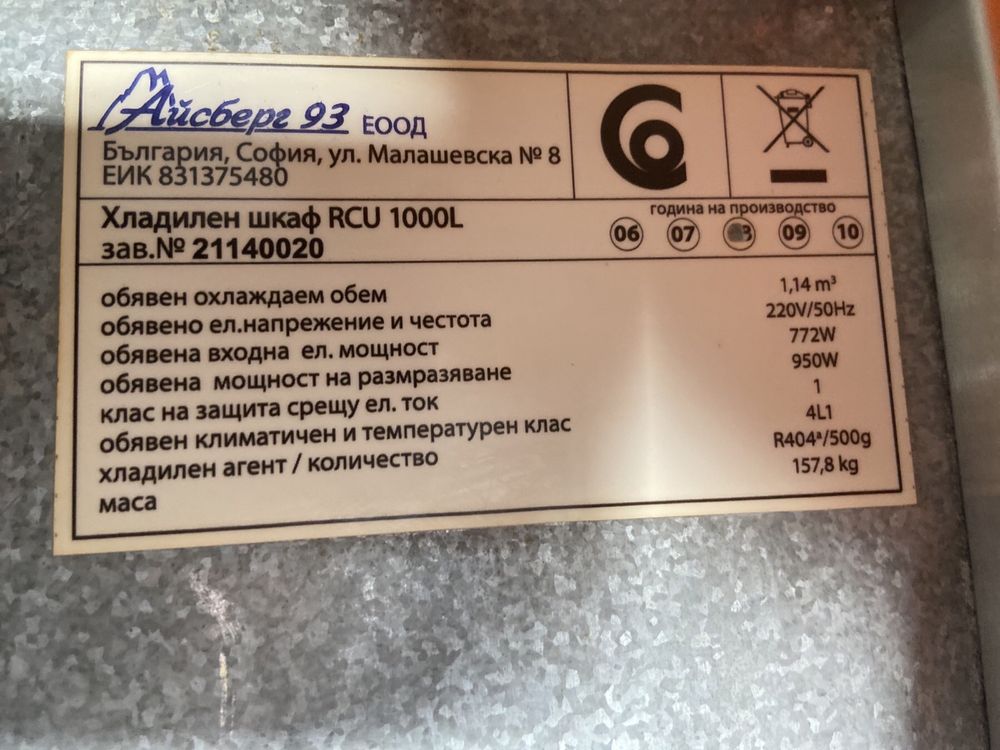 Айсберг 93 ЕООД
България, София, ул. Малашевска № 8
ЕИК 831375480
Хладилен шкаф RCU 1000L
зав.№ 21140020
година на производство
06 07 09 10
обявен охлаждаем обем 1,14 m³
обявено ел.напрежение и честота 220V/50Hz
обявена входна ел. мощност 772W
обявена мощност на размразяване 950W
клас на защита срещу ел. ток 1
обявен климатичен и температурен клас 4L1
хладилен агент / количество R404ª/500g
маса 157,8 kg